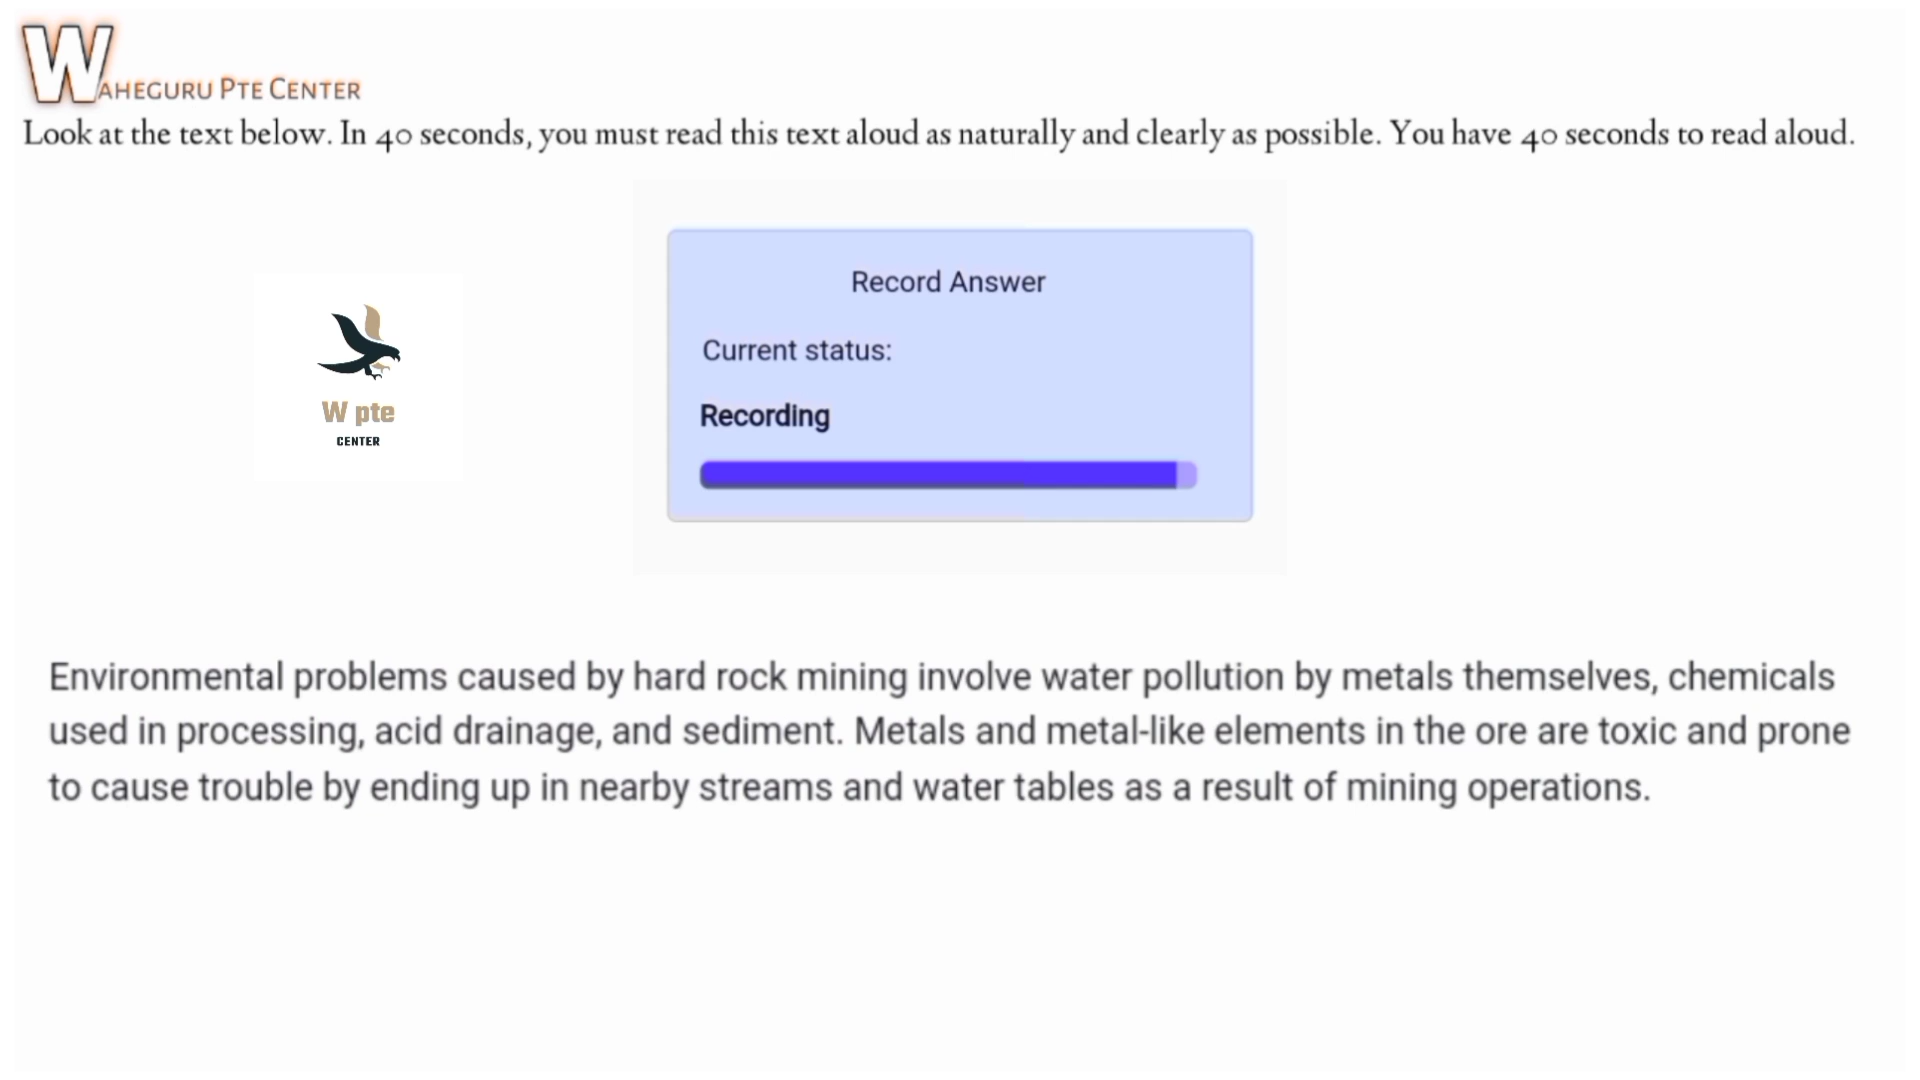 WAHEGURU PTE CENTER
Look at the text below. In 40 seconds, you must read this text aloud as naturally and clearly as possible. You have 40 seconds to read aloud.
Record Answer
Current status:
Recording
W pte
CENTER
Environmental problems caused by hard rock mining involve water pollution by metals themselves, chemicals
used in processing, acid drainage, and sediment. Metals and metal-like elements in the ore are toxic and prone
to cause trouble by ending up in nearby streams and water tables as a result of mining operations.